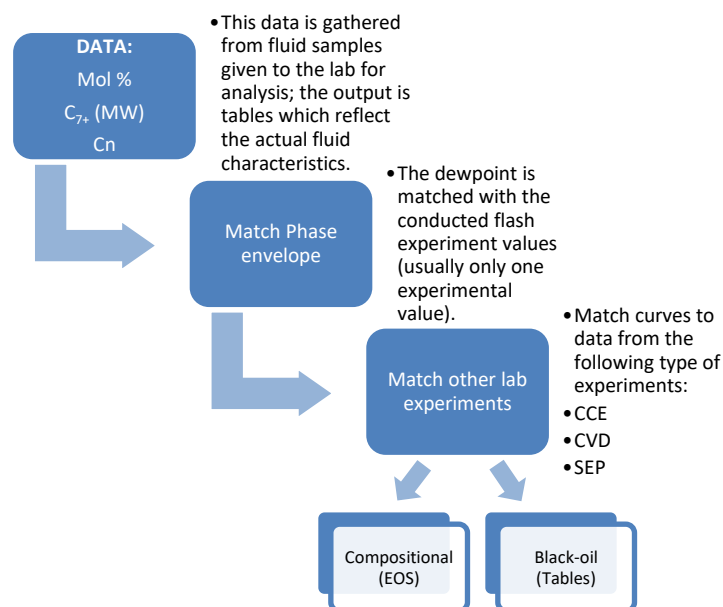 DATA:
Mol %
C₇₊ (MW)
Cn
•This data is gathered
from fluid samples
given to the lab for
analysis; the output is
tables which reflect
the actual fluid
characteristics.
Match Phase
envelope
•The dewpoint is
matched with the
conducted flash
experiment values
(usually only one
experimental
value).
Match other lab
experiments
•Match curves to
data from the
following type of
experiments:
•CCE
•CVD
•SEP
Compositional
(EOS)
Black-oil
(Tables)